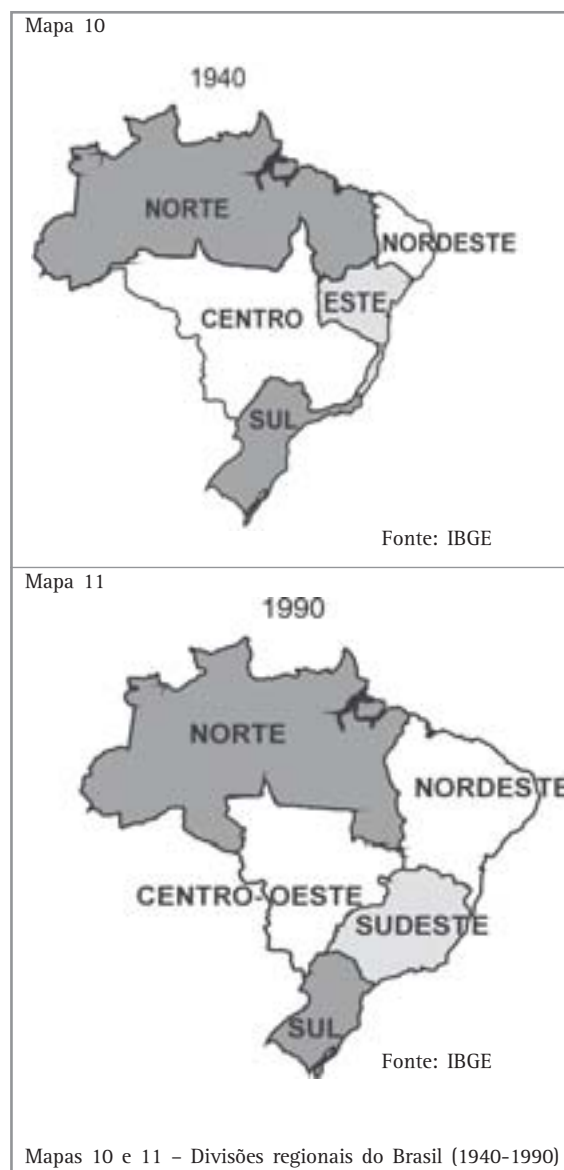 Mapa 10
1940
NORTE
NORDESTE
ESTE
CENTRO
SUL
Fonte: IBGE
Mapa 11
1990
NORTE
NORDESTE
CENTRO-OESTE
SUDESTE
SUL
Fonte: IBGE
Mapas 10 e 11 – Divisões regionais do Brasil (1940-1990)